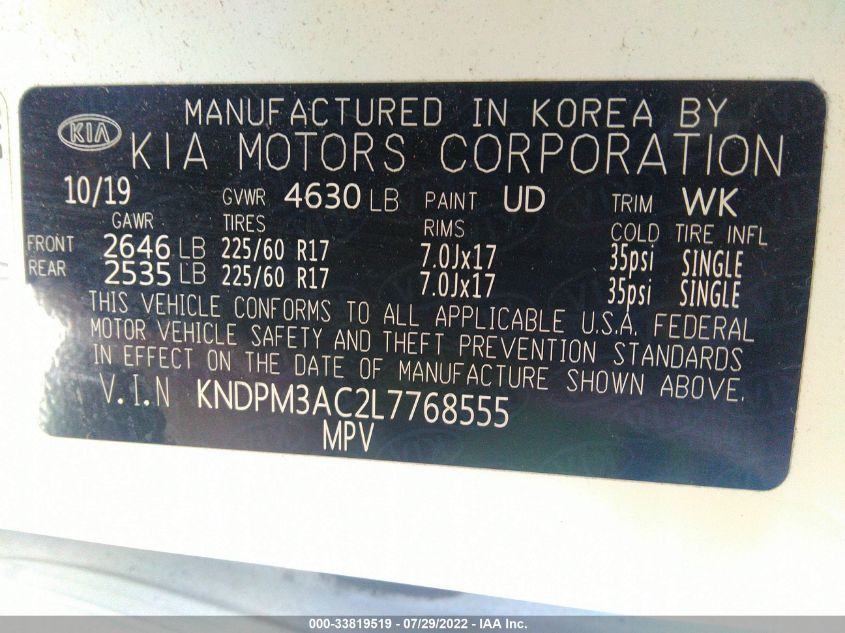 MANUFACTURED IN KOREA BY
KIA KIA MOTORS CORPORATION
10/19 GVWR 4630 LB PAINT UD TRIM WK
GAWR TIRES RIMS COLD TIRE INFL
FRONT 2646 LB 225/60 R17 7.0Jx17 35psi SINGLE
REAR 2535 LB 225/60 R17 7.0Jx17 35psi SINGLE
THIS VEHICLE CONFORMS TO ALL APPLICABLE U.S.A. FEDERAL
MOTOR VEHICLE SAFETY AND THEFT PREVENTION STANDARDS
IN EFFECT ON THE DATE OF MANUFACTURE SHOWN ABOVE.
V.I.N KNDPM3AC2L7768555
MPV
000-33819519 - 07/29/2022 - IAA Inc.